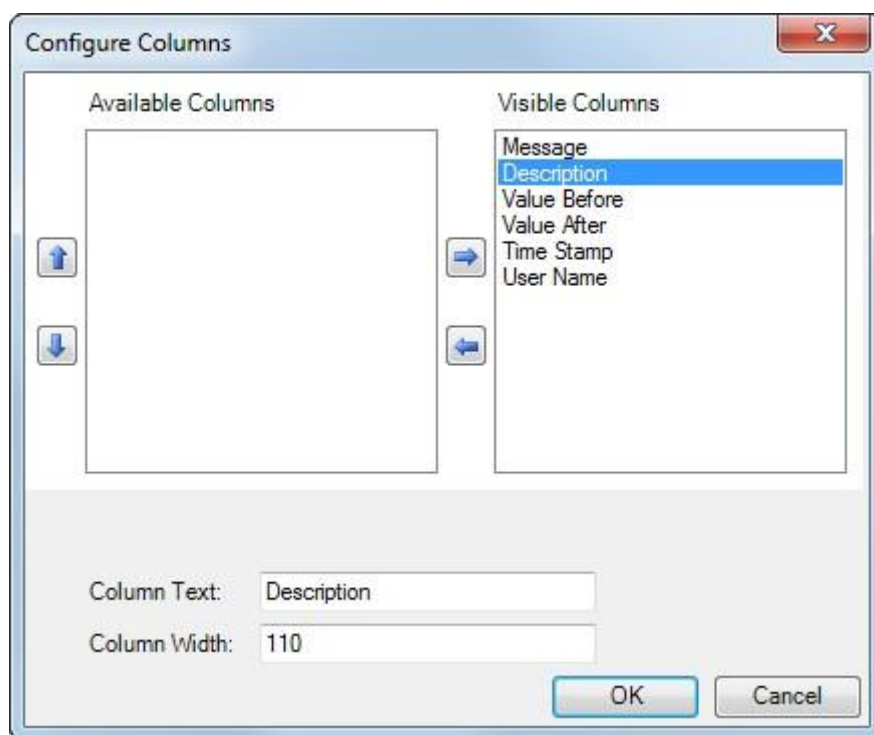 Configure Columns
Available Columns
Visible Columns
Message
Description
Value Before
Value After
Time Stamp
User Name
Column Text: Description
Column Width: 110
OK Cancel